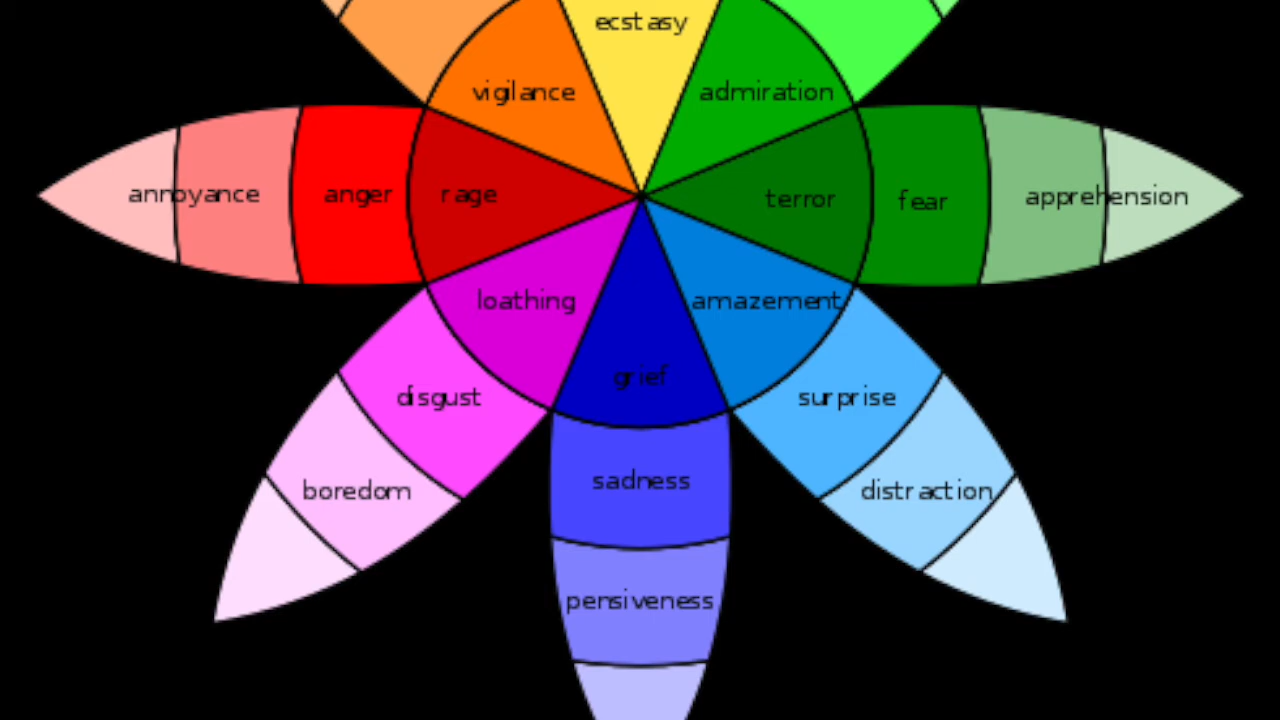 ecstasy
vigilance
admiration
annoyance
anger
rage
terror
fear
apprehension
loathing
amazement
grief
disgust
surprise
sadness
boredom
distraction
pensiveness